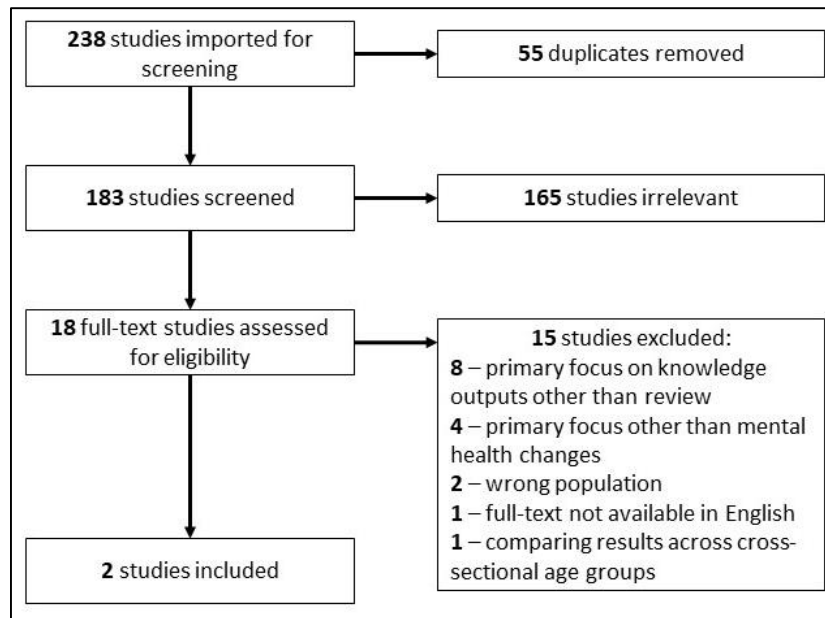 238 studies imported for
screening
55 duplicates removed
183 studies screened
165 studies irrelevant
18 full-text studies assessed
for eligibility
15 studies excluded:
8 – primary focus on knowledge
outputs other than review
4 – primary focus other than mental
health changes
2 – wrong population
1 – full-text not available in English
1 – comparing results across cross-
sectional age groups
2 studies included